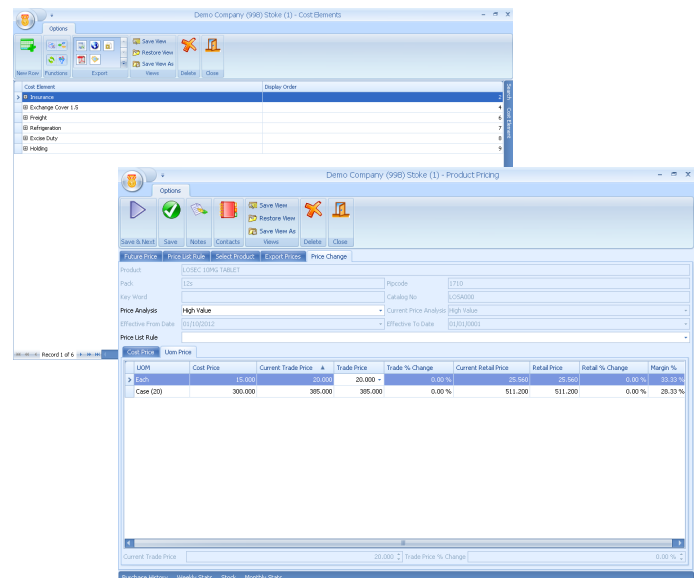 Demo Company (998) Stoke (1) - Cost Elements
Options
Save View
Restore View
Save View As
New Row Functions Export Views Delete Close
Cost Element Display Order
Insurance 2
Exchange Cover 1.5 4
Freight 6
Refrigeration 7
Excise Duty 8
Holding 9
Search Cost Element
Record 1 of 6
Demo Company (998) Stoke (1) - Product Pricing
Options
Save View
Restore View
Save View As
Save & Next Save Notes Contacts Views Delete Close
Future Price Price List Rule Select Product Export Prices Price Change
Product LOSEC 10MG TABLET
Pack 12s Pipcode 1710
Key Word Catalog No LOSA000
Price Analysis High Value Current Price Analysis High Value
Effective From Date 01/10/2012 Effective To Date 01/01/0001
Price List Rule
Cost Price Uom Price
UOM Cost Price Current Trade Price Trade Price Trade % Change Current Retail Price Retail Price Retail % Change Margin %
Each 15.000 20.000 20.000 0.00 % 25.560 25.560 0.00 % 33.33 %
Case (20) 300.000 385.000 385.000 0.00 % 511.200 511.200 0.00 % 28.33 %
Current Trade Price 20.000 Trade Price % Change 0.00 %
Purchase History Weekly Stats Stock Monthly Stats